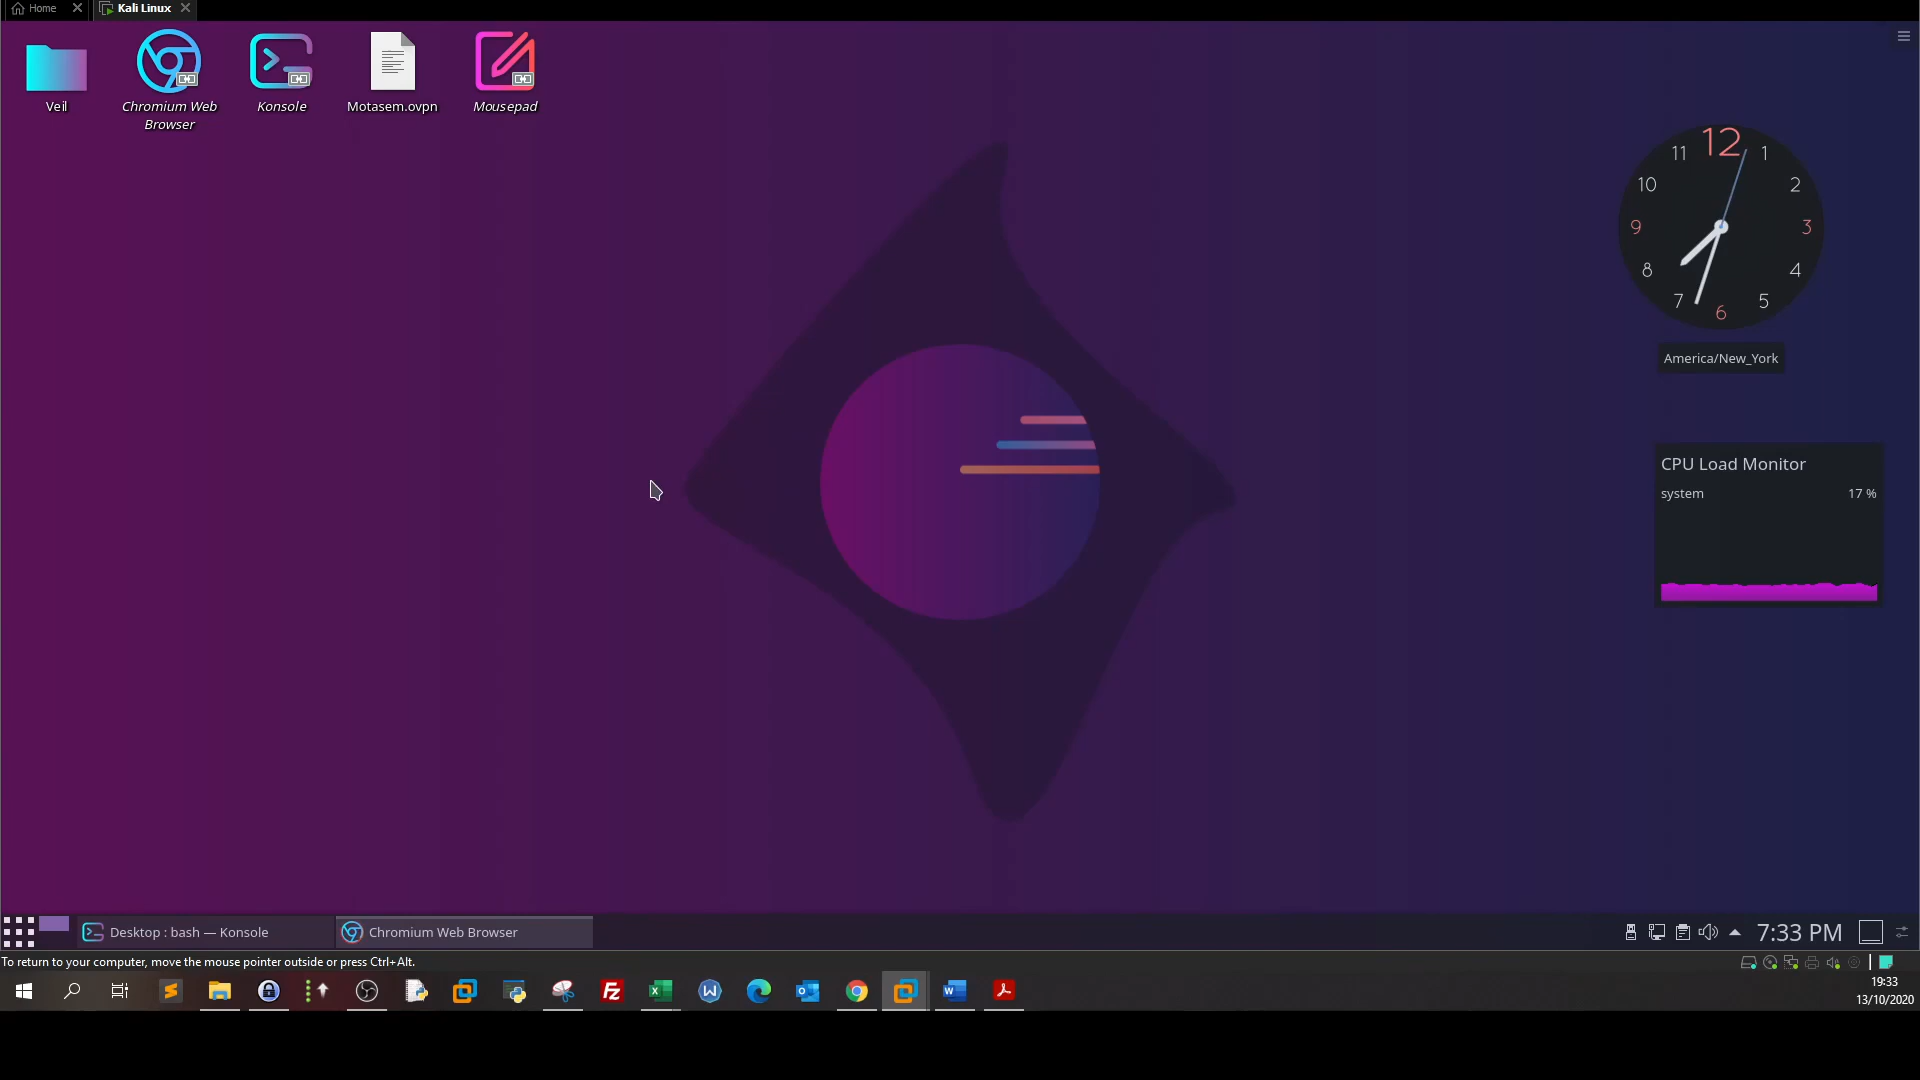 Home
Kali Linux
Veil
Chromium Web
Browser
Konsole
Motasem.ovpn
Mousepad
12
1
2
3
4
5
6
7
8
9
10
11
America/New_York
CPU Load Monitor
system 17 %
Desktop : bash — Konsole
Chromium Web Browser
7:33 PM
To return to your computer, move the mouse pointer outside or press Ctrl+Alt.
19:33
13/10/2020